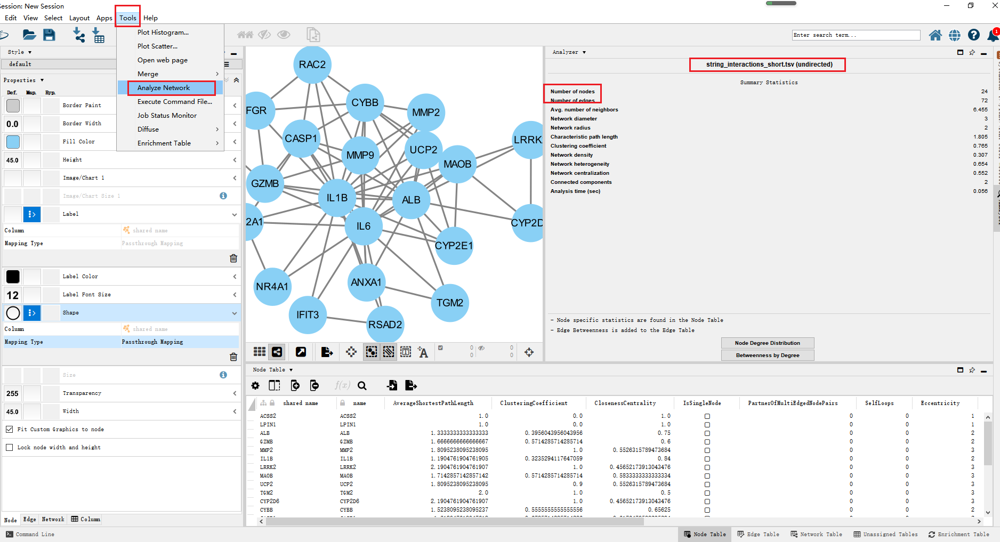 Session: New Session
Edit View Select Layout Apps Tools Help
Plot Histogram...
Plot Scatter...
Open web page
Merge
Analyze Network
Execute Command File...
Job Status Monitor
Diffuse
Enrichment Table
Enter search term...
1
Style
default
Properties
Def. Map. Byp.
Border Paint
0.0 Border Width
Fill Color
45.0 Height
Image/Chart 1
Image/Chart Size 1
Label
Column shared name
Mapping Type Passthrough Mapping
Label Color
12 Label Font Size
Shape
Column shared name
Mapping Type Passthrough Mapping
Size
255 Transparency
45.0 Width
Fit Custom Graphics to node
Lock node width and height
Node Edge Network Column
RAC2
FGR
CYBB
MMP2
CASP1
LRRK
MMP9
UCP2
MAOB
GZMB
IL1B
ALB
2A1
IL6
CYP2D
CYP2E1
NR4A1
ANXA1
TGM2
IFIT3
RSAD2
0 0
0 0
Analyzer
string_interactions_short.tsv (undirected)
Summary Statistics
Number of nodes 24
Number of edges 72
Avg. number of neighbors 6.455
Network diameter 3
Network radius 2
Characteristic path length 1.805
Clustering coefficient 0.765
Network density 0.307
Network heterogeneity 0.654
Network centralization 0.552
Connected components 2
Analysis time (sec) 0.056
- Node specific statistics are found in the Node Table
- Edge Betweenness is added to the Edge Table
Node Degree Distribution
Betweenness by Degree
Node Table
f(x)
shared name name AverageShortestPathLength ClusteringCoefficient ClosenessCentrality IsSingleNode PartnerOfMultiEdgedNodePairs SelfLoops Eccentricity
ACSS2 ACSS2 1.0 0.0 1.0 0 0 1
LPIN1 LPIN1 1.0 0.0 1.0 0 0 1
ALB ALB 1.3333333333333333 0.3956043956043956 0.75 0 0 2
GZMB GZMB 1.6666666666666667 0.5714285714285714 0.6 0 0 2
MMP2 MMP2 1.8095238095238095 1.0 0.5526315789473684 0 0 3
IL1B IL1B 1.1904761904761905 0.3235294117647059 0.84 0 0 2
LRRK2 LRRK2 2.1904761904761907 1.0 0.45652173913043476 0 0 3
MAOB MAOB 1.7142857142857142 0.5714285714285714 0.5833333333333334 0 0 3
UCP2 UCP2 1.8095238095238095 0.9 0.5526315789473684 0 0 3
TGM2 TGM2 2.0 1.0 0.5 0 0 3
CYP2D6 CYP2D6 2.1904761904761907 1.0 0.45652173913043476 0 0 3
CYBB CYBB 1.5238095238095237 0.5555555555555556 0.65625 0 0 2
Command Line
Node Table Edge Table Network Table Unassigned Tables Enrichment Table